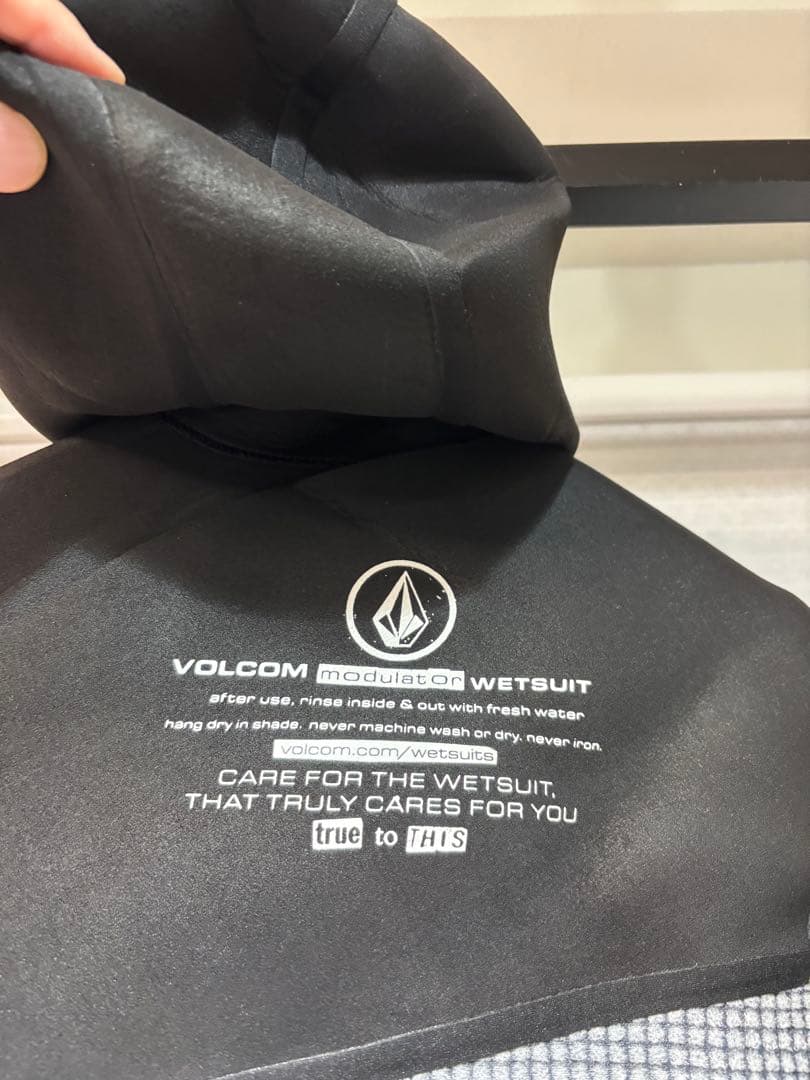 VOLCOM modulatOr WETSUIT
after use, rinse inside & out with fresh water
hang dry in shade. never machine wash or dry. never iron.
volcom.com/wetsuits
CARE FOR THE WETSUIT,
THAT TRULY CARES FOR YOU
true to THIS